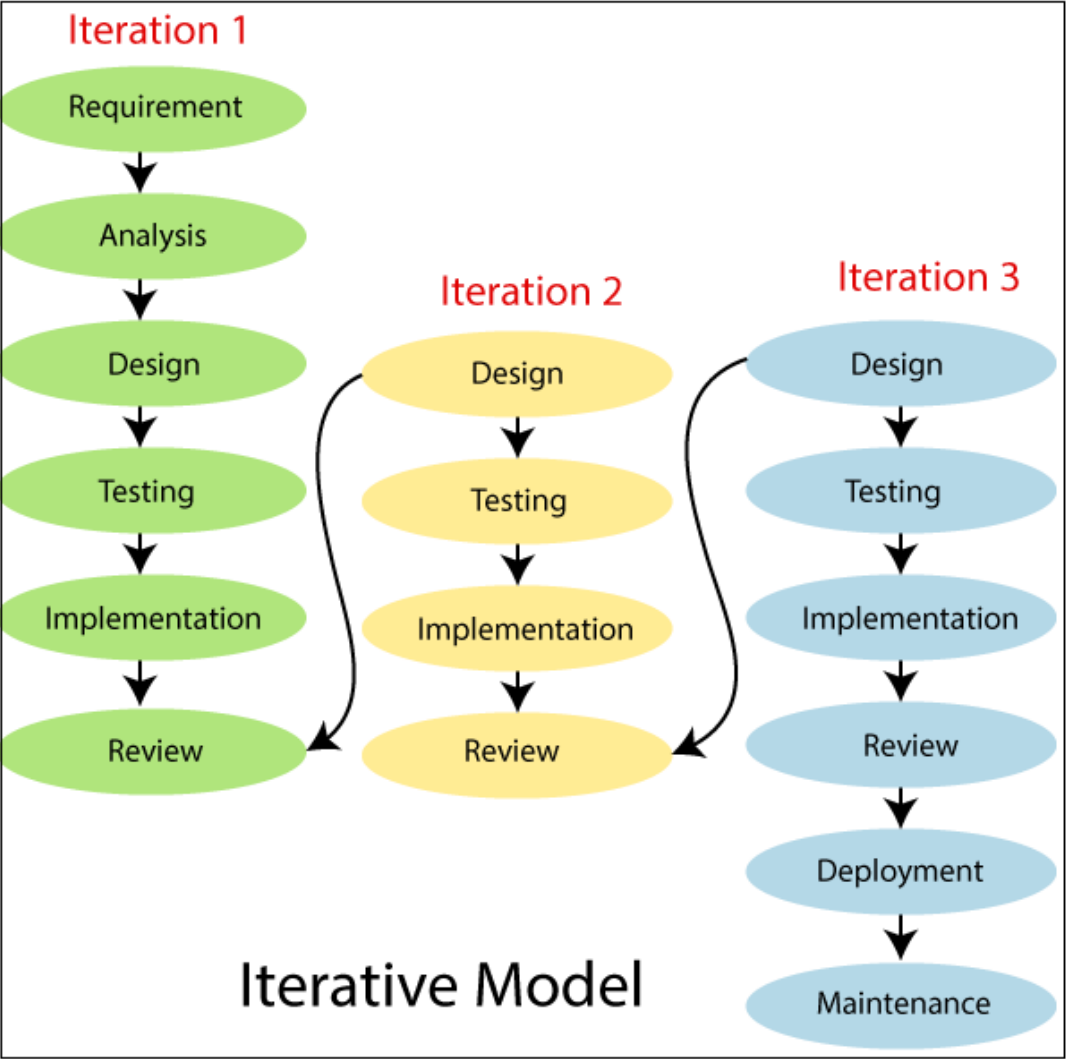 Iteration 1
Requirement
Analysis
Design
Testing
Implementation
Review
Iteration 2
Design
Testing
Implementation
Review
Iteration 3
Design
Testing
Implementation
Review
Deployment
Maintenance
Iterative Model